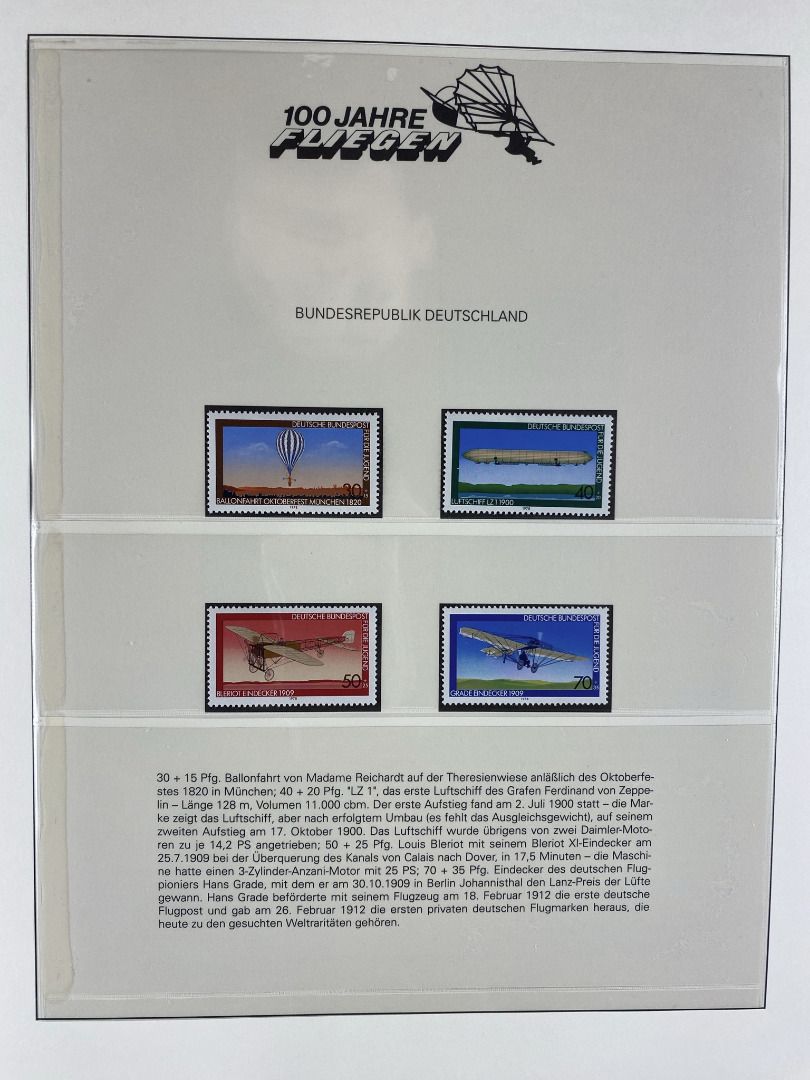 100 JAHRE
FLIEGEN
BUNDESREPUBLIK DEUTSCHLAND
DEUTSCHE BUNDESPOST
FÜR DIE JUGEND
30
+15
BALLONFAHRT OKTOBERFEST MÜNCHEN 1820
1978
DEUTSCHE BUNDESPOST
FÜR DIE JUGEND
40
LUFTSCHIFF LZ 1 1900
1978
DEUTSCHE BUNDESPOST
FÜR DIE JUGEND
50
+25
BLERIOT EINDECKER 1909
1978
DEUTSCHE BUNDESPOST
FÜR DIE JUGEND
70
+35
GRADE EINDECKER 1909
1978
30 + 15 Pfg. Ballonfahrt von Madame Reichardt auf der Theresienwiese anläßlich des Oktoberfe-
stes 1820 in München; 40 + 20 Pfg. "LZ 1", das erste Luftschiff des Grafen Ferdinand von Zeppe-
lin – Länge 128 m, Volumen 11.000 cbm. Der erste Aufstieg fand am 2. Juli 1900 statt – die Mar-
ke zeigt das Luftschiff, aber nach erfolgtem Umbau (es fehlt das Ausgleichsgewicht), auf seinem
zweiten Aufstieg am 17. Oktober 1900. Das Luftschiff wurde übrigens von zwei Daimler-Moto-
ren zu je 14,2 PS angetrieben; 50 + 25 Pfg. Louis Bleriot mit seinem Bleriot XI-Eindecker am
25.7.1909 bei der Überquerung des Kanals von Calais nach Dover, in 17,5 Minuten – die Maschi-
ne hatte einen 3-Zylinder-Anzani-Motor mit 25 PS; 70 + 35 Pfg. Eindecker des deutschen Flug-
pioniers Hans Grade, mit dem er am 30.10.1909 in Berlin Johannisthal den Lanz-Preis der Lüfte
gewann. Hans Grade beförderte mit seinem Flugzeug am 18. Februar 1912 die erste deutsche
Flugpost und gab am 26. Februar 1912 die ersten privaten deutschen Flugmarken heraus, die
heute zu den gesuchten Weltraritäten gehören.